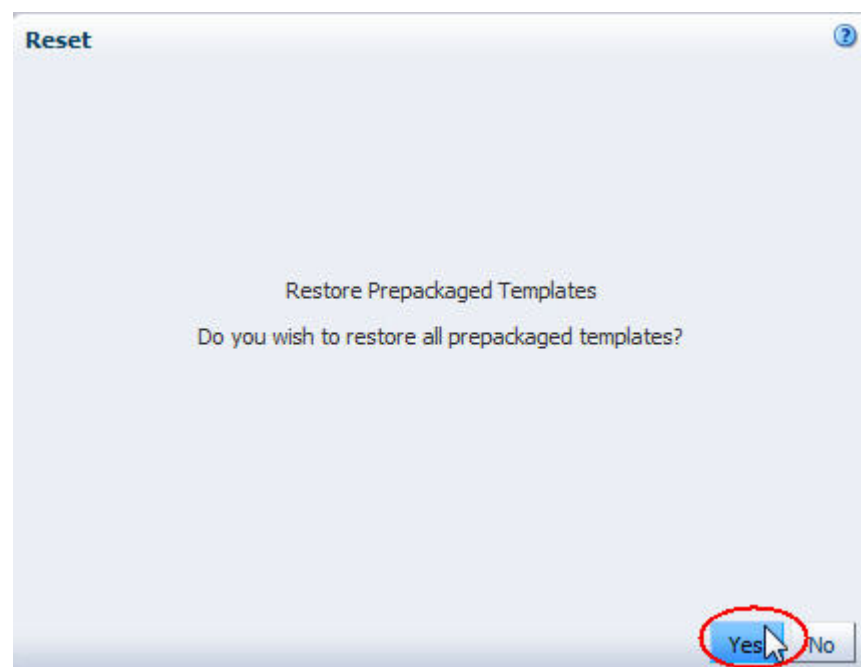 Reset
?
Restore Prepackaged Templates
Do you wish to restore all prepackaged templates?
Yes No